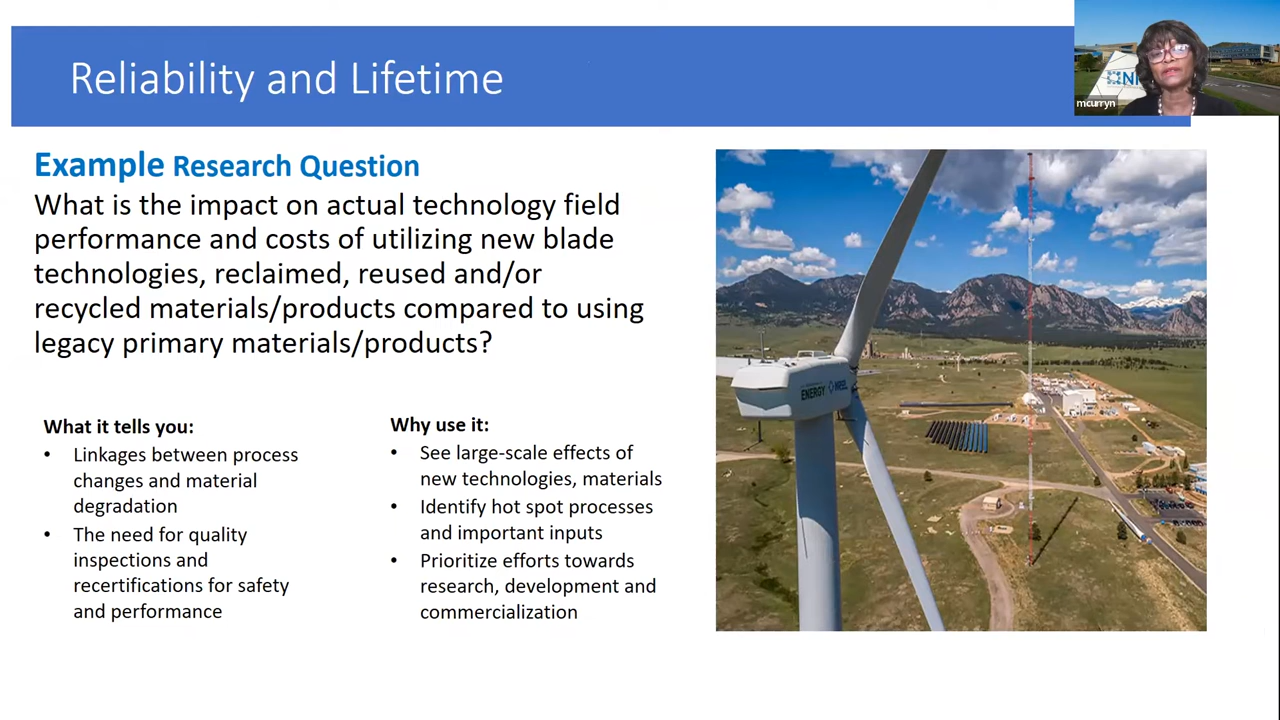 Reliability and Lifetime
mcurryn
Example Research Question
What is the impact on actual technology field
performance and costs of utilizing new blade
technologies, reclaimed, reused and/or
recycled materials/products compared to using
legacy primary materials/products?
What it tells you:
• Linkages between process
changes and material
degradation
• The need for quality
inspections and
recertifications for safety
and performance
Why use it:
• See large-scale effects of
new technologies, materials
• Identify hot spot processes
and important inputs
• Prioritize efforts towards
research, development and
commercialization
ENERGY NREL